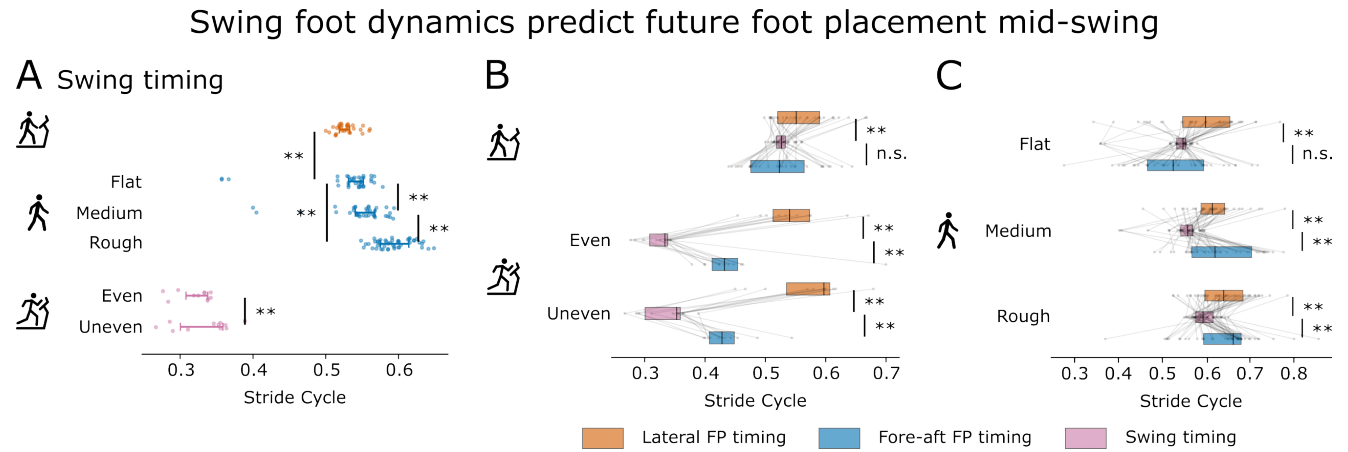 Swing foot dynamics predict future foot placement mid-swing
A Swing timing
**
Flat
Medium
Rough
**
**
**
Even
Uneven
**
0.3 0.4 0.5 0.6
Stride Cycle
B
**
n.s.
Even
**
**
Uneven
**
**
0.3 0.4 0.5 0.6 0.7
Stride Cycle
C
Flat
**
n.s.
Medium
**
**
Rough
**
**
0.3 0.4 0.5 0.6 0.7 0.8
Stride Cycle
Lateral FP timing Fore-aft FP timing Swing timing